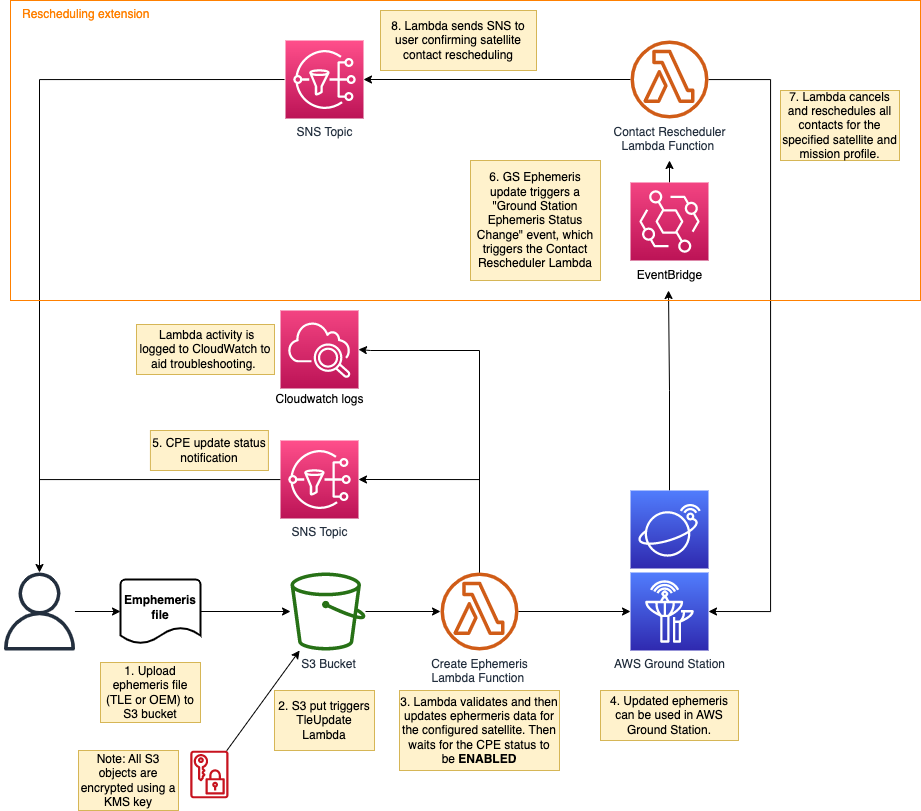 Rescheduling extension
8. Lambda sends SNS to
user confirming satellite
contact rescheduling
SNS Topic
Contact Rescheduler
Lambda Function
7. Lambda cancels
and reschedules all
contacts for the
specified satellite and
mission profile.
6. GS Ephemeris
update triggers a
"Ground Station
Ephemeris Status
Change" event, which
triggers the Contact
Rescheduler Lambda
EventBridge
Lambda activity is
logged to CloudWatch to
aid troubleshooting.
Cloudwatch logs
5. CPE update status
notification
SNS Topic
Emphemeris
file
S3 Bucket
Create Ephemeris
Lambda Function
AWS Ground Station
1. Upload
ephemeris file
(TLE or OEM) to
S3 bucket
2. S3 put triggers
TleUpdate
Lambda
3. Lambda validates and then
updates ephermeris data for
the configured satellite. Then
waits for the CPE status to
be ENABLED
4. Updated ephemeris
can be used in AWS
Ground Station.
Note: All S3
objects are
encrypted using a
KMS key